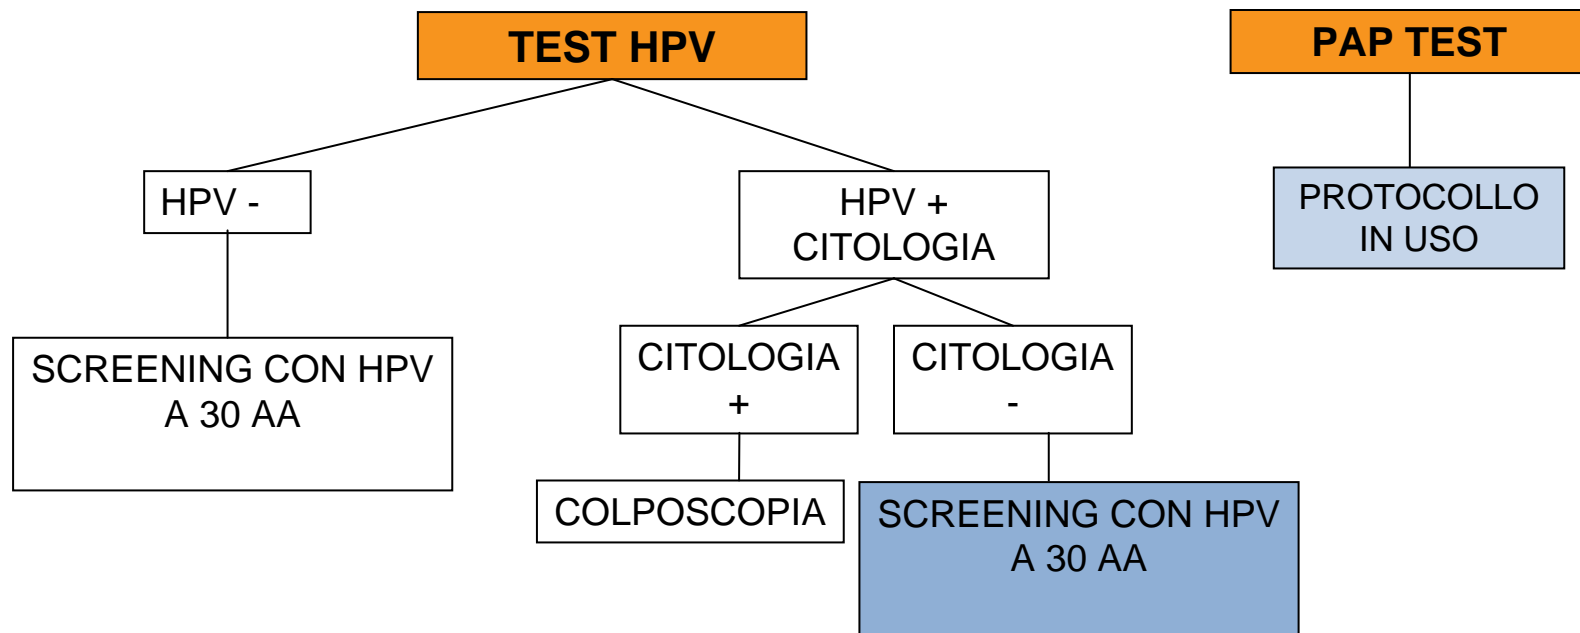 TEST HPV
PAP TEST
HPV -
HPV +
CITOLOGIA
PROTOCOLLO
IN USO
SCREENING CON HPV
A 30 AA
CITOLOGIA
+
CITOLOGIA
-
COLPOSCOPIA
SCREENING CON HPV
A 30 AA